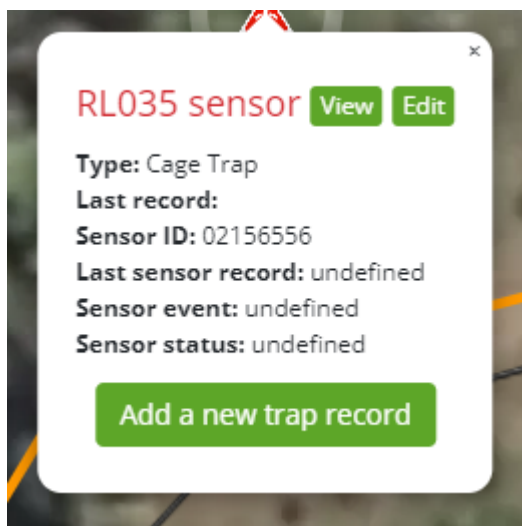 ×
RL035 sensor View Edit
Type: Cage Trap
Last record:
Sensor ID: 02156556
Last sensor record: undefined
Sensor event: undefined
Sensor status: undefined
Add a new trap record